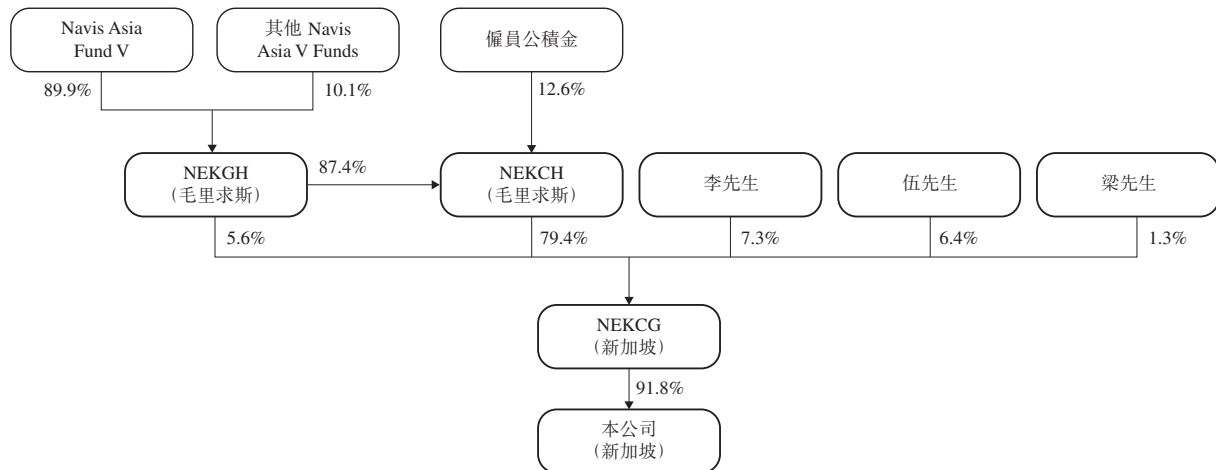 Navis Asia
Fund V
其他 Navis
Asia V Funds
僱員公積金
89.9%
10.1%
12.6%
NEKGH
(毛里求斯)
87.4%
NEKCH
(毛里求斯)
李先生
伍先生
梁先生
5.6%
79.4%
7.3%
6.4%
1.3%
NEKCG
(新加坡)
91.8%
本公司
(新加坡)